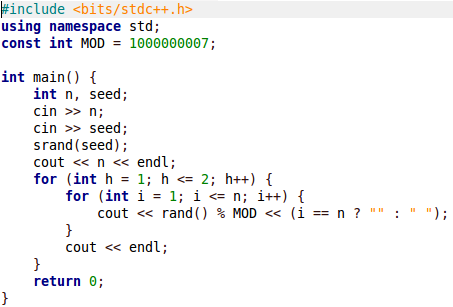 #include <bits/stdc++.h>
using namespace std;
const int MOD = 1000000007;

int main() {
    int n, seed;
    cin >> n;
    cin >> seed;
    srand(seed);
    cout << n << endl;
    for (int h = 1; h <= 2; h++) {
        for (int i = 1; i <= n; i++) {
            cout << rand() % MOD << (i == n ? "" : " ");
        }
        cout << endl;
    }
    return 0;
}